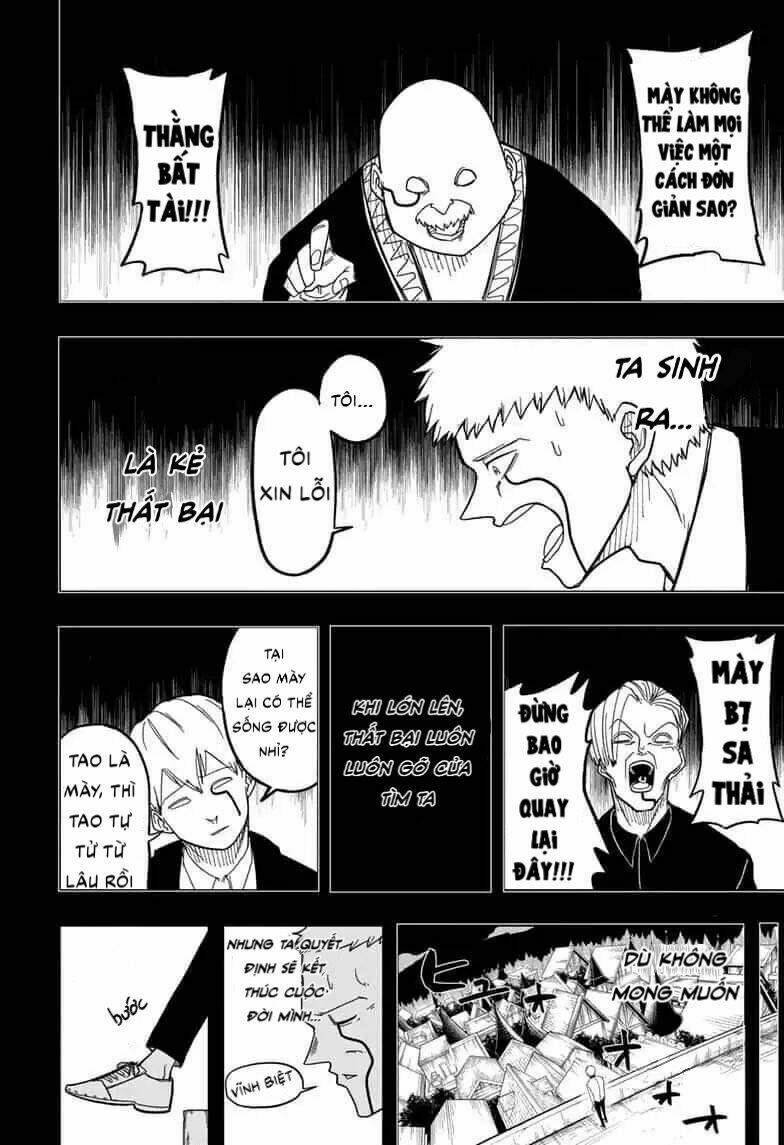 MÀY KHÔNG
THỂ LÀM MỌI
VIỆC MỘT
CÁCH ĐƠN
GIẢN SAO?
THẰNG
BẤT
TÀI!!!
TA SINH
RA...
TÔI...
TÔI
XIN LỖI
LÀ KẺ
THẤT BẠI
MÀY
BỊ
SA
THẢI
ĐỪNG
BAO
GIỜ
QUAY
LẠI
ĐÂY!!!
KHI LỚN LÊN,
THẤT BẠI LUÔN
LUÔN GÕ CỬA
TÌM TA
TẠI
SAO MÀY
LẠI CÓ THỂ
SỐNG ĐƯỢC
NHỈ?
TAO LÀ
MÀY, THÌ
TAO TỰ
TỬ TỪ
LÂU RỒI
DÙ KHÔNG
MONG MUỐN
NHƯNG TA QUYẾT
ĐỊNH SẼ KẾT
THÚC CUỘC
ĐỜI MÌNH...
VĨNH BIỆT
bước